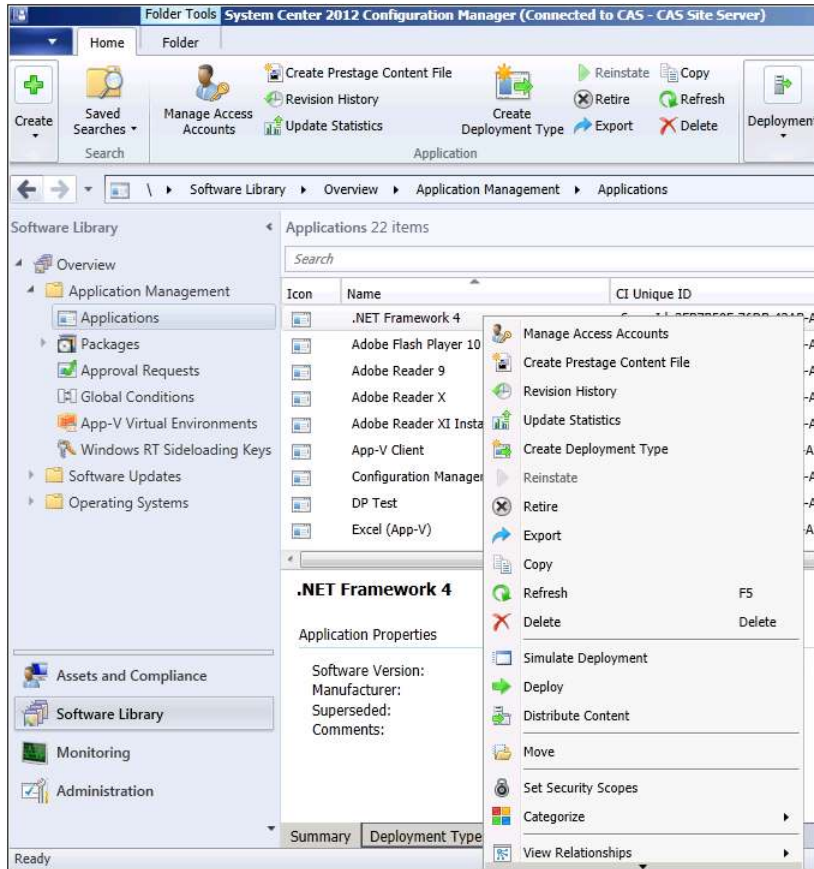 Folder Tools System Center 2012 Configuration Manager (Connected to CAS - CAS Site Server)
Home Folder
Create
Saved Searches
Search
Manage Access Accounts
Create Prestage Content File
Revision History
Update Statistics
Create Deployment Type
Reinstate
Retire
Export
Copy
Refresh
Delete
Application
Deployment
\ Software Library Overview Application Management Applications
Software Library
Overview
Application Management
Applications
Packages
Approval Requests
Global Conditions
App-V Virtual Environments
Windows RT Sideloading Keys
Software Updates
Operating Systems
Assets and Compliance
Software Library
Monitoring
Administration
Applications 22 items
Search
Icon Name CI Unique ID
.NET Framework 4
Adobe Flash Player 10
Adobe Reader 9
Adobe Reader X
Adobe Reader XI Insta
App-V Client
Configuration Manager
DP Test
Excel (App-V)
.NET Framework 4
Application Properties
Software Version:
Manufacturer:
Superseded:
Comments:
Summary Deployment Type
Manage Access Accounts
Create Prestage Content File
Revision History
Update Statistics
Create Deployment Type
Reinstate
Retire
Export
Copy
Refresh F5
Delete Delete
Simulate Deployment
Deploy
Distribute Content
Move
Set Security Scopes
Categorize
View Relationships
Ready